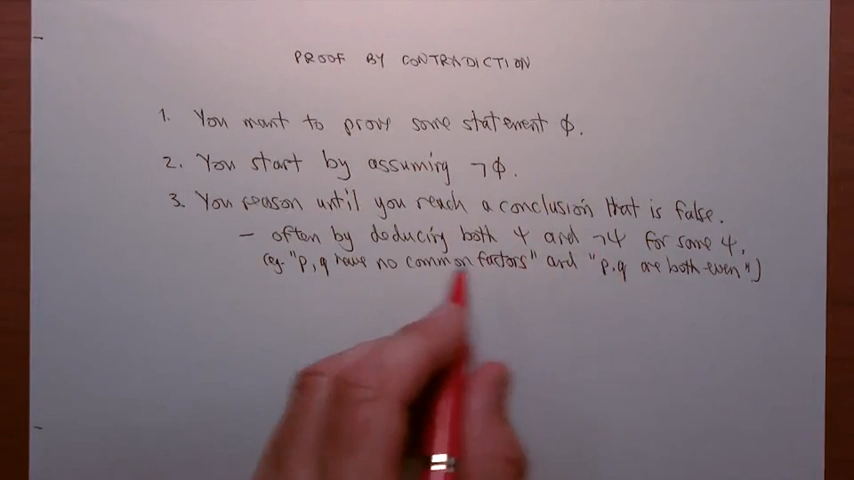 PROOF BY CONTRADICTION
1. You want to prove some statement ϕ.
2. You start by assuming ¬ϕ.
3. You reason until you reach a conclusion that is false.
– often by deducing both Ψ and ¬Ψ for some Ψ.
(eg. "p, q have no common factors" and "p, q are both even")